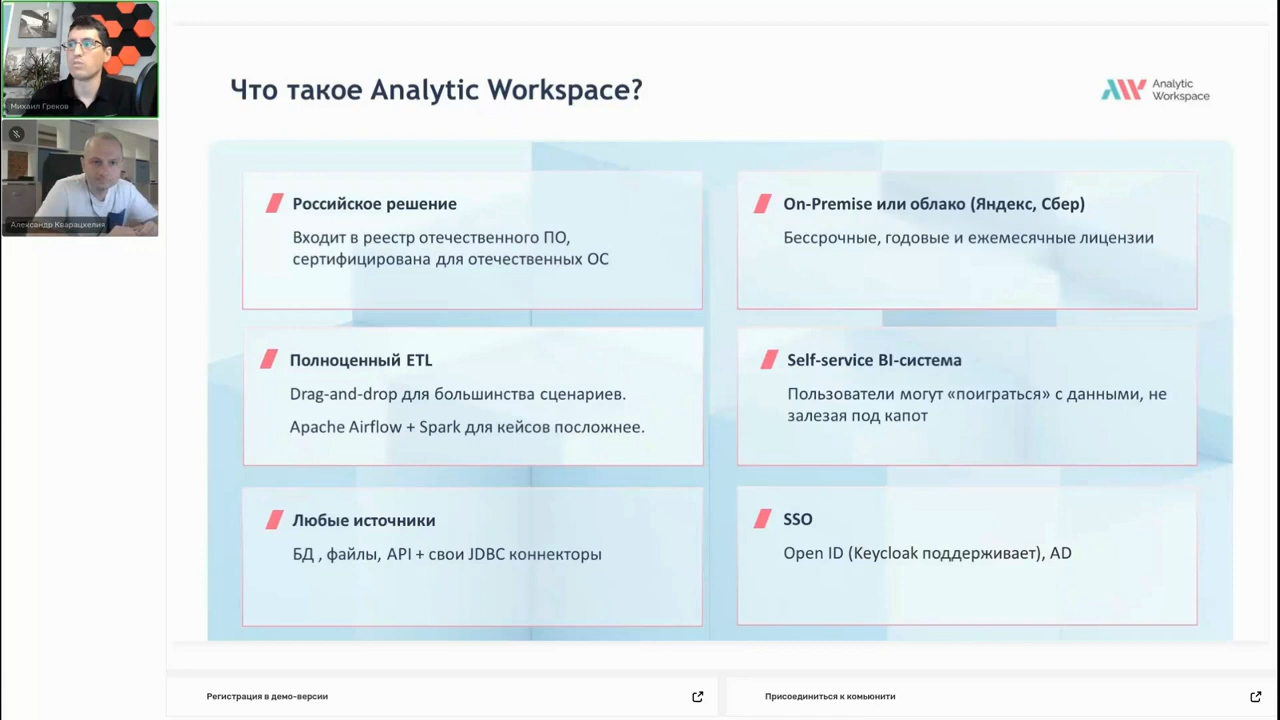 Михаил Греков
Александр Кварацхелия
Что такое Analytic Workspace?
Analytic
Workspace
Российское решение
Входит в реестр отечественного ПО,
сертифицирована для отечественных ОС
On-Premise или облако (Яндекс, Сбер)
Бессрочные, годовые и ежемесячные лицензии
Полноценный ETL
Drag-and-drop для большинства сценариев.
Apache Airflow + Spark для кейсов посложнее.
Self-service BI-система
Пользователи могут «поиграться» с данными, не
залезая под капот
Любые источники
БД , файлы, API + свои JDBC коннекторы
SSO
Open ID (Keycloak поддерживает), AD
Регистрация в демо-версии
Присоединиться к комьюнити